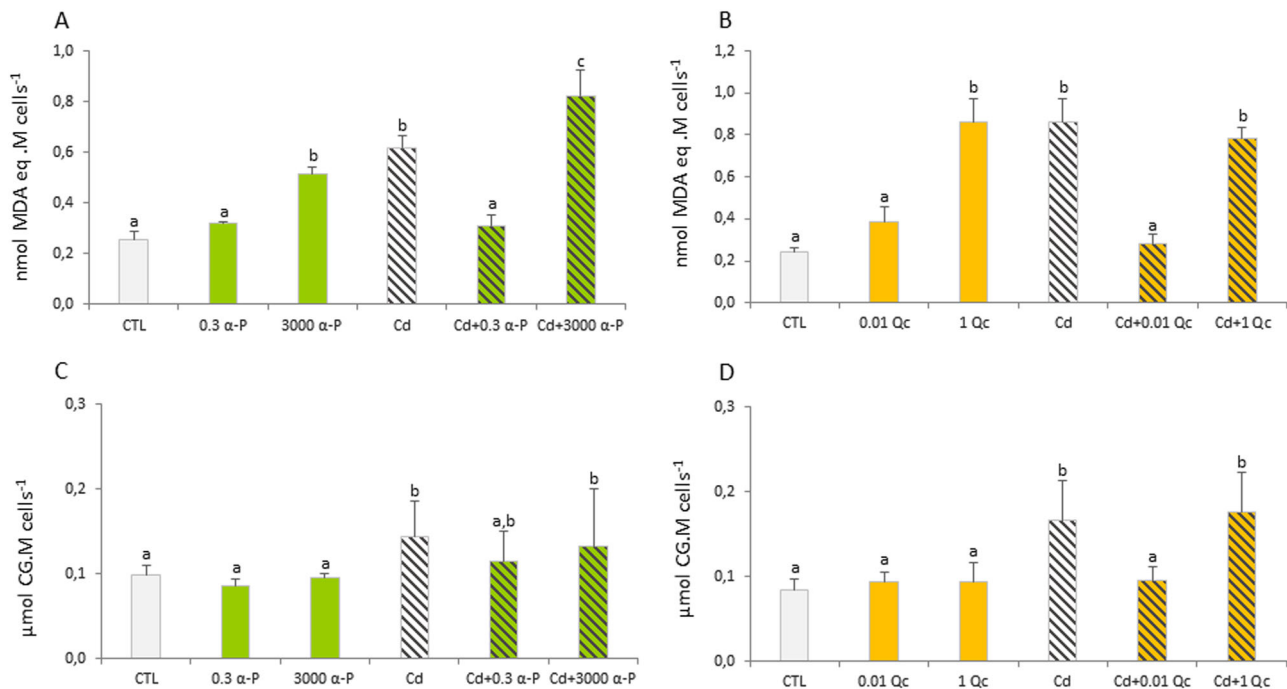 A
nmol MDA eq .M cells-1
1,0
0,8
0,6
0,4
0,2
0,0
a
a
b
b
a
c
CTL 0.3 α-P 3000 α-P Cd Cd+0.3 α-P Cd+3000 α-P
B
nmol MDA eq .M cells-1
1,2
1,0
0,8
0,6
0,4
0,2
0,0
a
a
b
b
a
b
CTL 0.01 Qc 1 Qc Cd Cd+0.01 Qc Cd+1 Qc
C
µmol CG.M cells-1
0,3
0,2
0,1
0,0
a
a
a
b
a,b
b
CTL 0.3 α-P 3000 α-P Cd Cd+0.3 α-P Cd+3000 α-P
D
µmol CG.M cells-1
0,3
0,2
0,1
0,0
a
a
a
b
a
b
CTL 0.01 Qc 1 Qc Cd Cd+0.01 Qc Cd+1 Qc